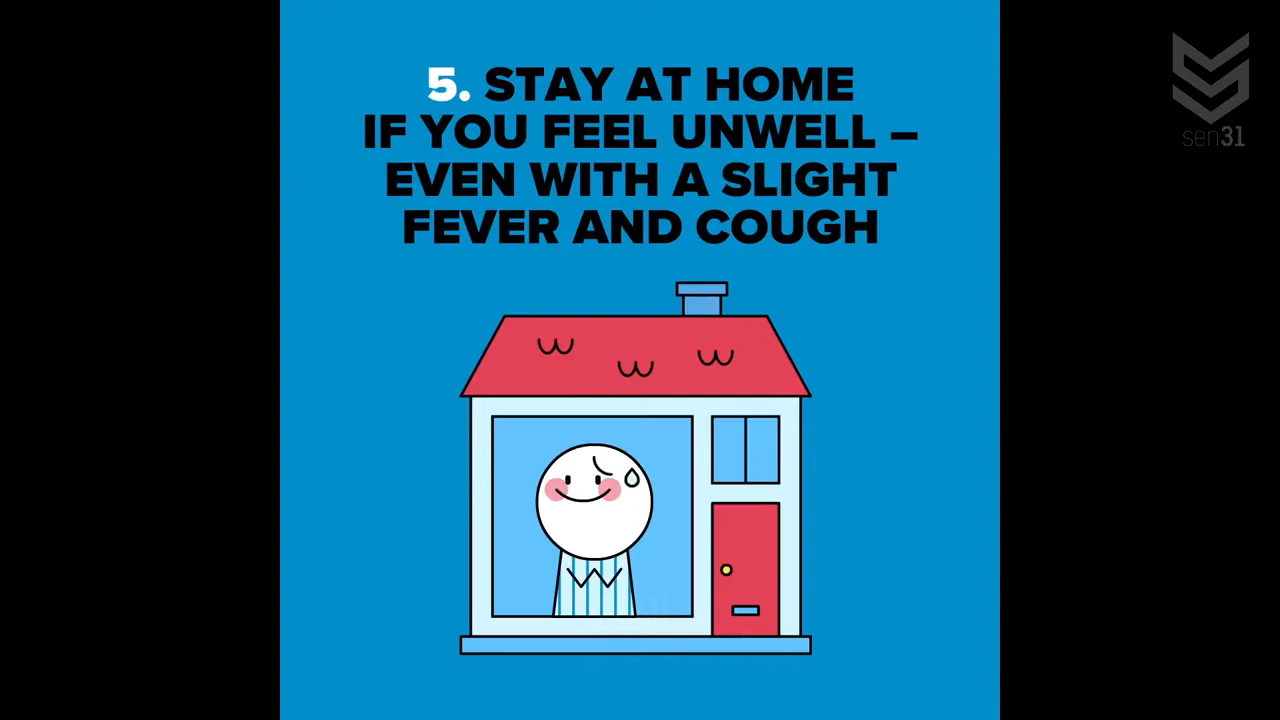 5. STAY AT HOME
IF YOU FEEL UNWELL –
EVEN WITH A SLIGHT
FEVER AND COUGH
sen31